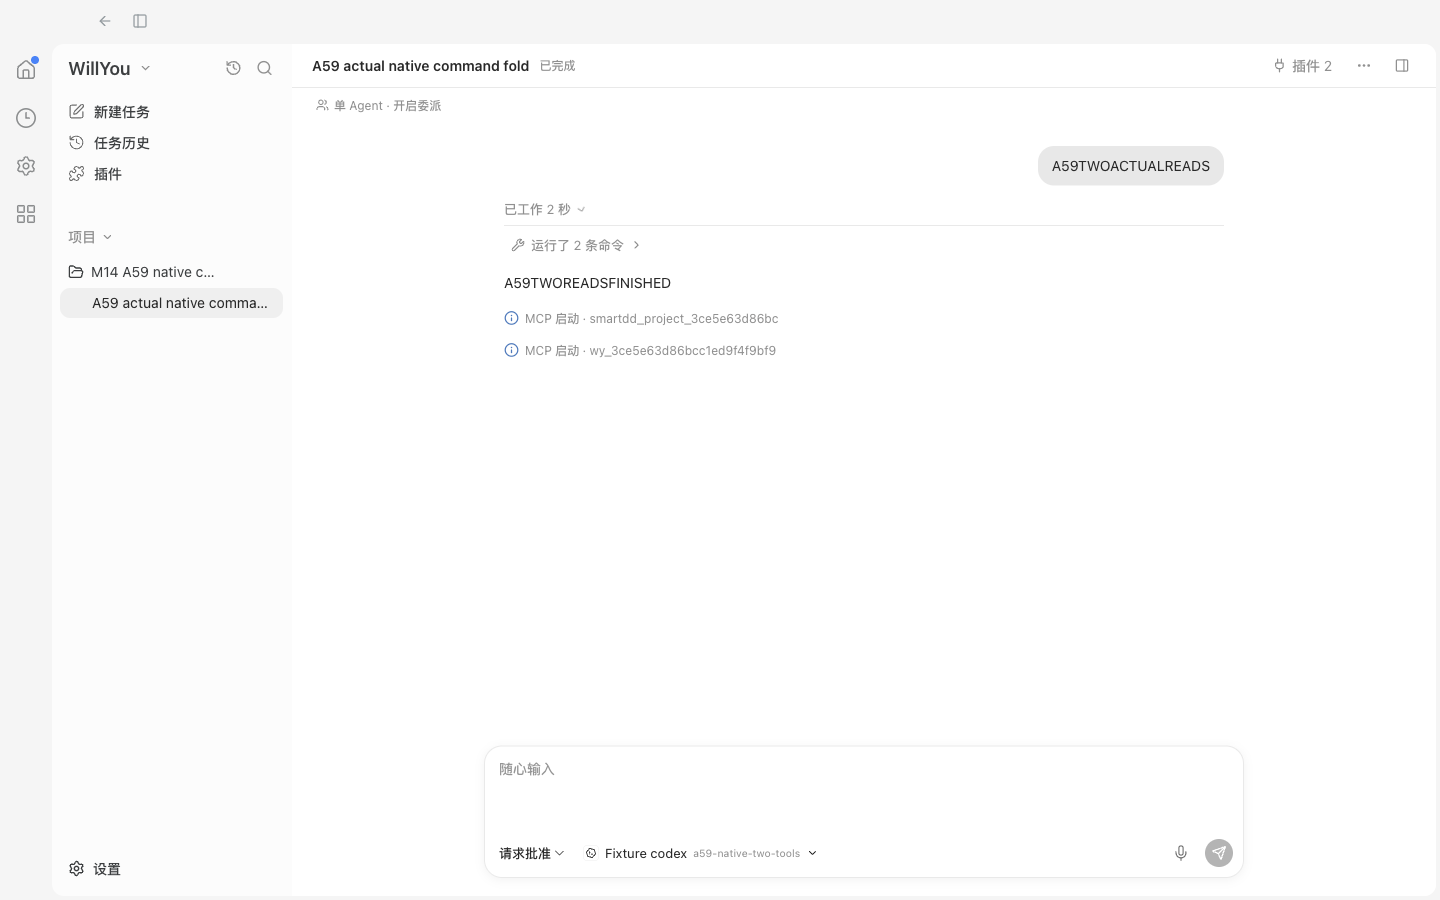 WillYou
新建任务
任务历史
插件
项目
M14 A59 native c...
A59 actual native comma...
设置
A59 actual native command fold 已完成
插件 2
单 Agent · 开启委派
A59TWOACTUALREADS
已工作 2 秒
运行了 2 条命令
A59TWOREADSFINISHED
MCP 启动 · smartdd_project_3ce5e63d86bc
MCP 启动 · wy_3ce5e63d86bcc1ed9f4f9bf9
随心输入
请求批准 Fixture codex a59-native-two-tools